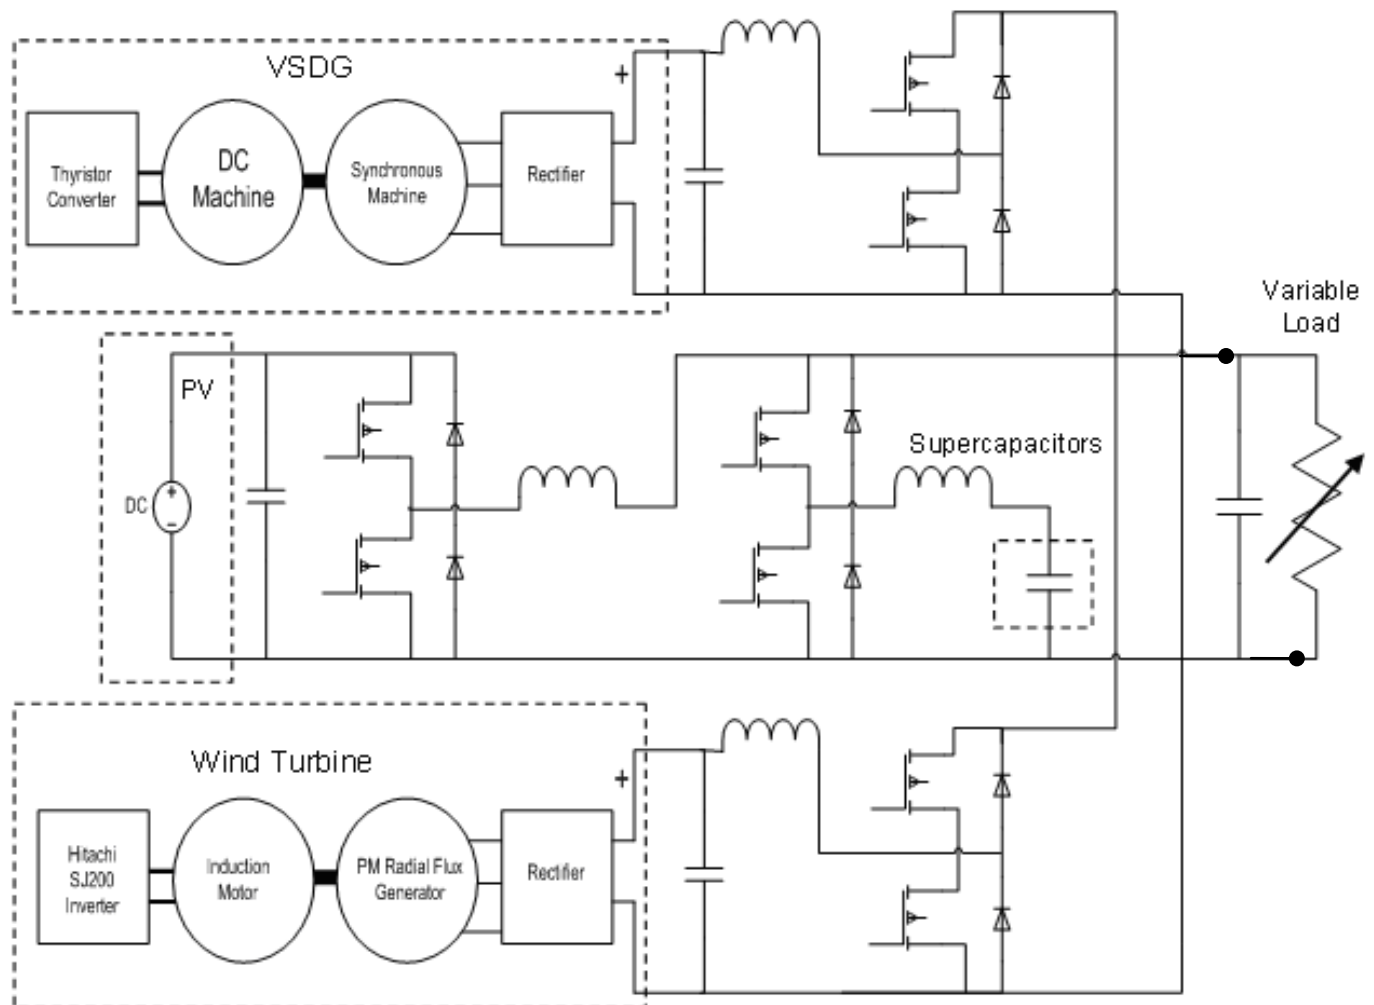 VSDG
+
Thyristor
Converter
DC
Machine
Synchronous
Machine
Rectifier
Variable
Load
PV
DC
+
−
Supercapacitors
Wind Turbine
+
Hitachi
SJ200
Inverter
Induction
Motor
PM Radial Flux
Generator
Rectifier